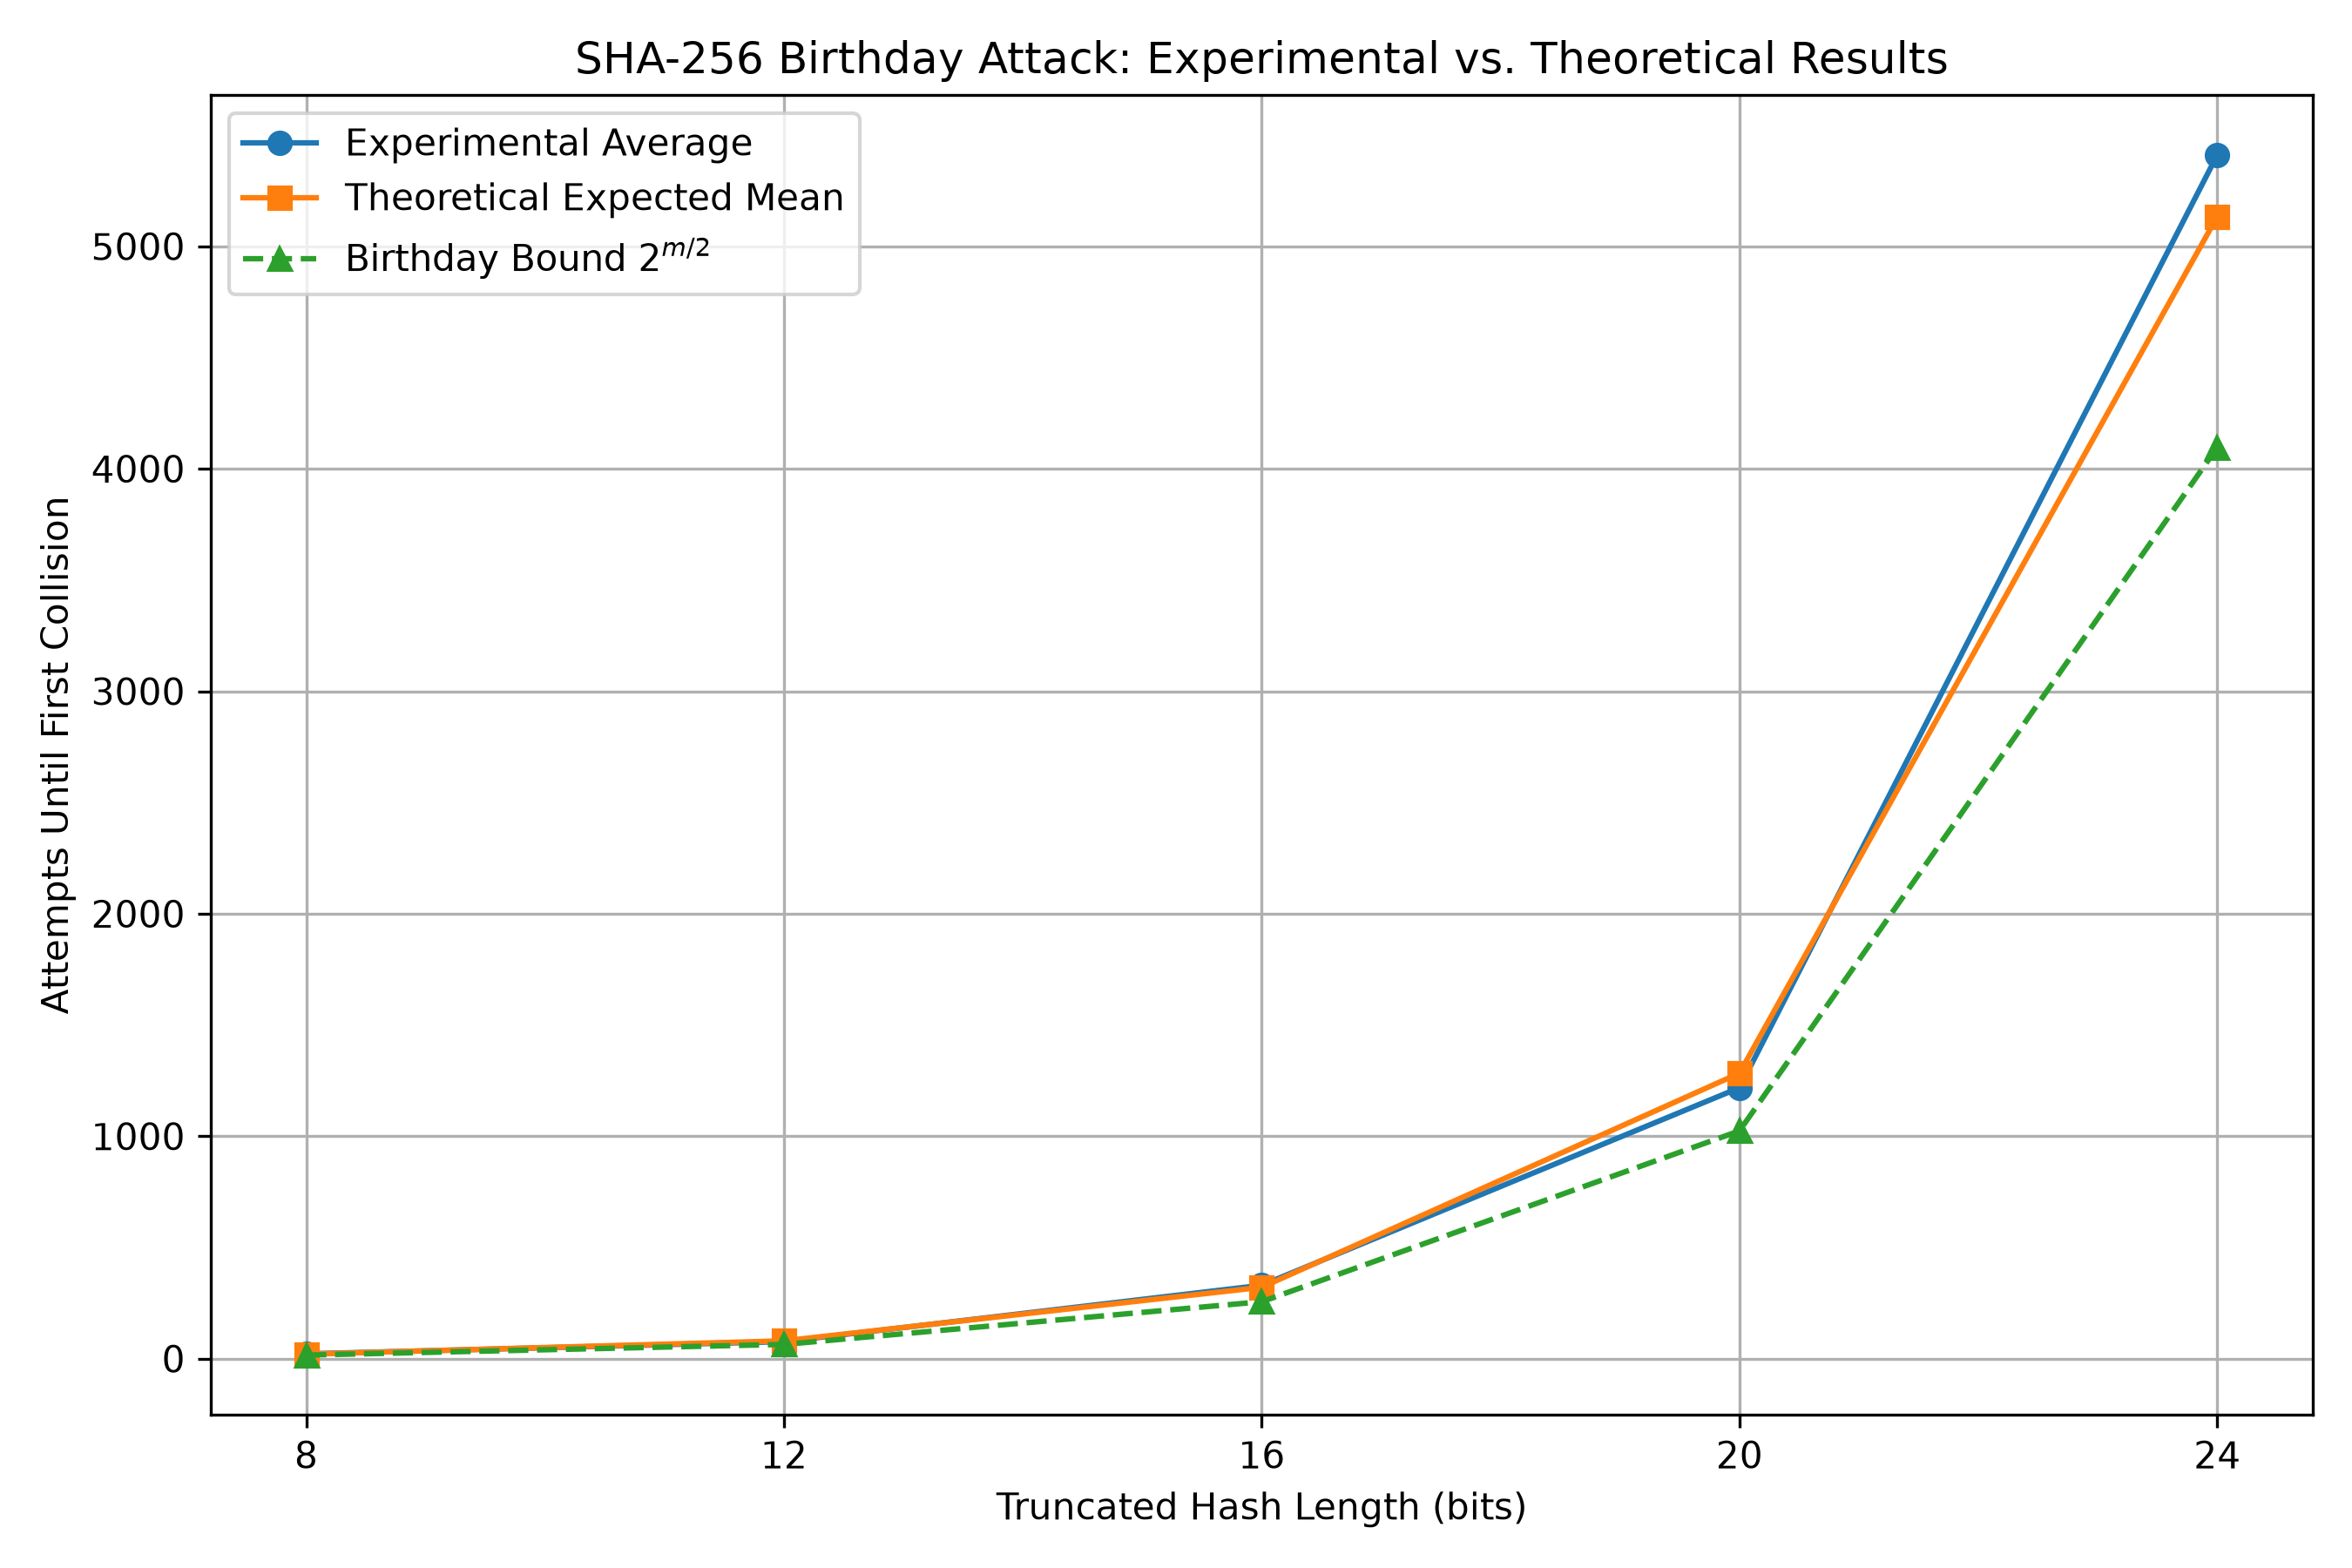 SHA-256 Birthday Attack: Experimental vs. Theoretical Results
Experimental Average
Theoretical Expected Mean
Birthday Bound 2^{m/2}
Attempts Until First Collision
5000
4000
3000
2000
1000
0
8 12 16 20 24
Truncated Hash Length (bits)